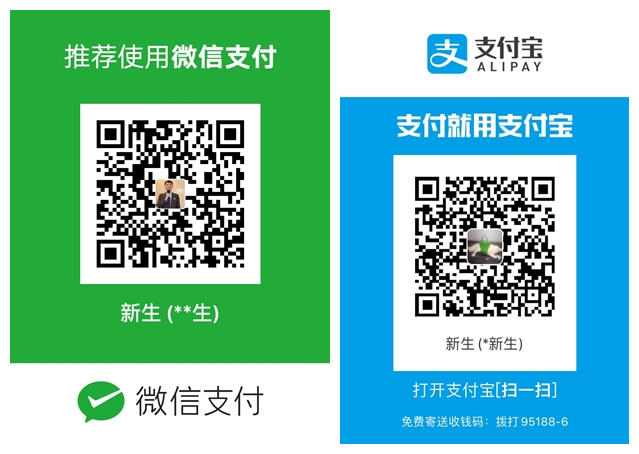 推荐使用微信支付
新生 (**生)
微信支付
支付宝
ALIPAY
支付就用支付宝
新生 (*新生)
打开支付宝[扫一扫]
免费寄送收钱码：拨打 95188-6